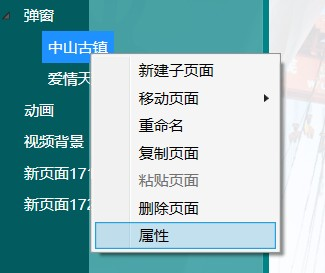 弹窗
中山古镇
爱情天
动画
视频背景
新页面171
新页面172
新建子页面
移动页面
重命名
复制页面
粘贴页面
删除页面
属性